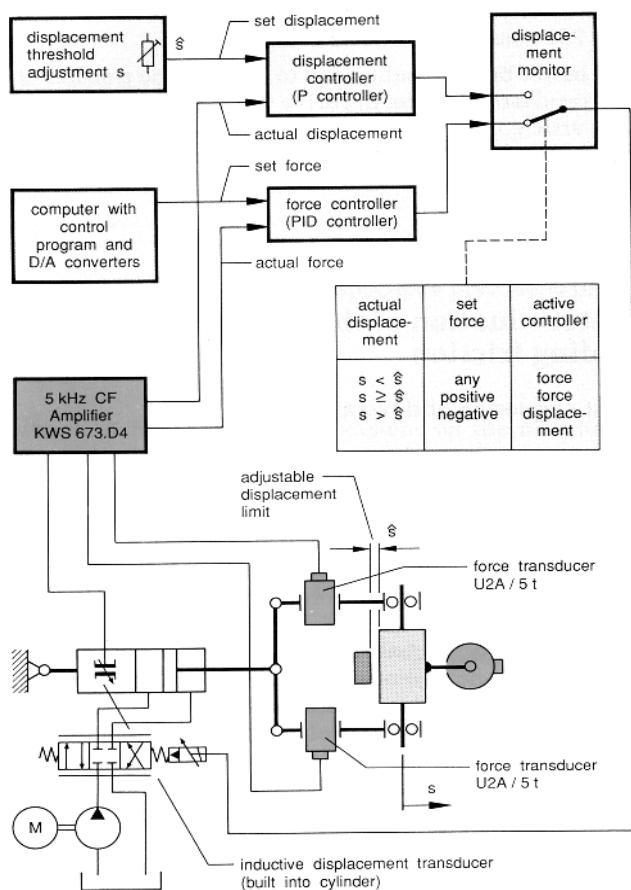 set displacement
displacement
threshold
adjustment s
ŝ
displacement
controller
(P controller)
displace-
ment
monitor
actual displacement
set force
computer with
control
program and
D/A converters
force controller
(PID controller)
actual force
actual
displace-
ment
set
force
active
controller
s < ŝ
s ≥ ŝ
s > ŝ
any
positive
negative
force
force
displace-
ment
5 kHz CF
Amplifier
KWS 673.D4
adjustable
displacement
limit
ŝ
force transducer
U2A / 5 t
force transducer
U2A / 5 t
s
M
inductive displacement transducer
(built into cylinder)